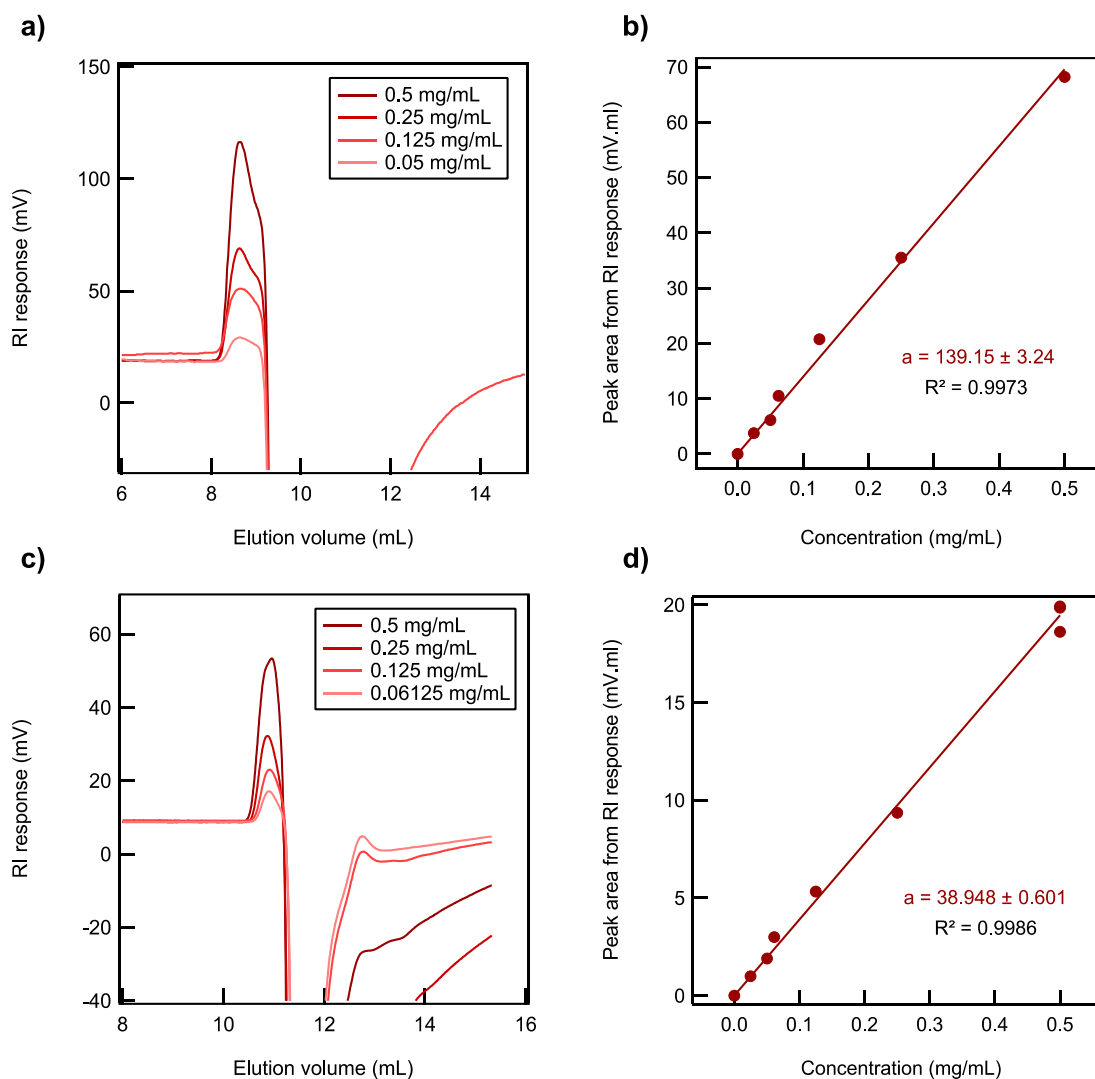 a)
RI response (mV)
150
100
50
0
0.5 mg/mL
0.25 mg/mL
0.125 mg/mL
0.05 mg/mL
6
8
10
12
14
Elution volume (mL)
b)
Peak area from RI response (mV.ml)
70
60
50
40
30
20
10
0
a = 139.15 ± 3.24
R² = 0.9973
0.0
0.1
0.2
0.3
0.4
0.5
Concentration (mg/mL)
c)
RI response (mV)
60
40
20
0
-20
-40
0.5 mg/mL
0.25 mg/mL
0.125 mg/mL
0.06125 mg/mL
8
10
12
14
16
Elution volume (mL)
d)
Peak area from RI response (mV.ml)
20
15
10
5
0
a = 38.948 ± 0.601
R² = 0.9986
0.0
0.1
0.2
0.3
0.4
0.5
Concentration (mg/mL)